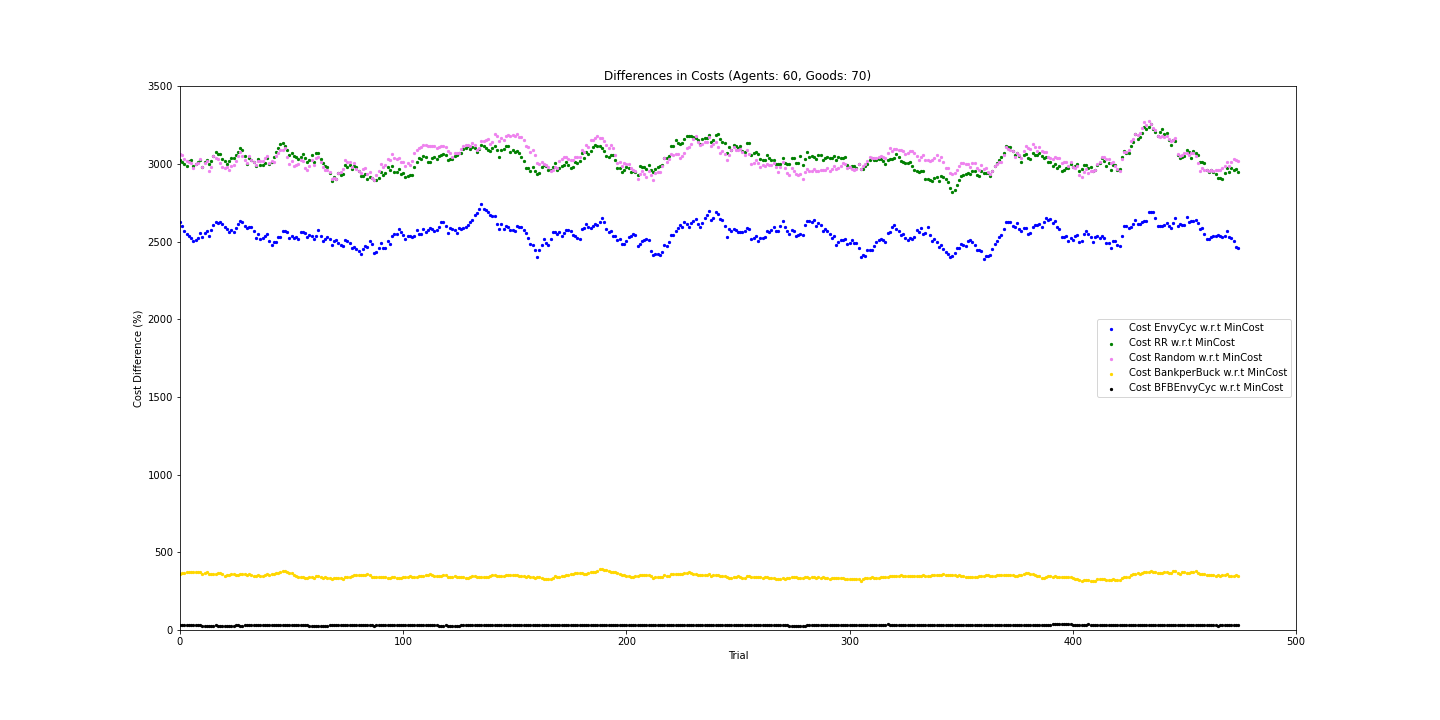 Differences in Costs (Agents: 60, Goods: 70)
3500
3000
2500
2000
1500
1000
500
0
Cost Difference (%)
Cost EnvyCyc w.r.t MinCost
Cost RR w.r.t MinCost
Cost Random w.r.t MinCost
Cost BankperBuck w.r.t MinCost
Cost BFBEnvyCyc w.r.t MinCost
0 100 200 300 400 500
Trial